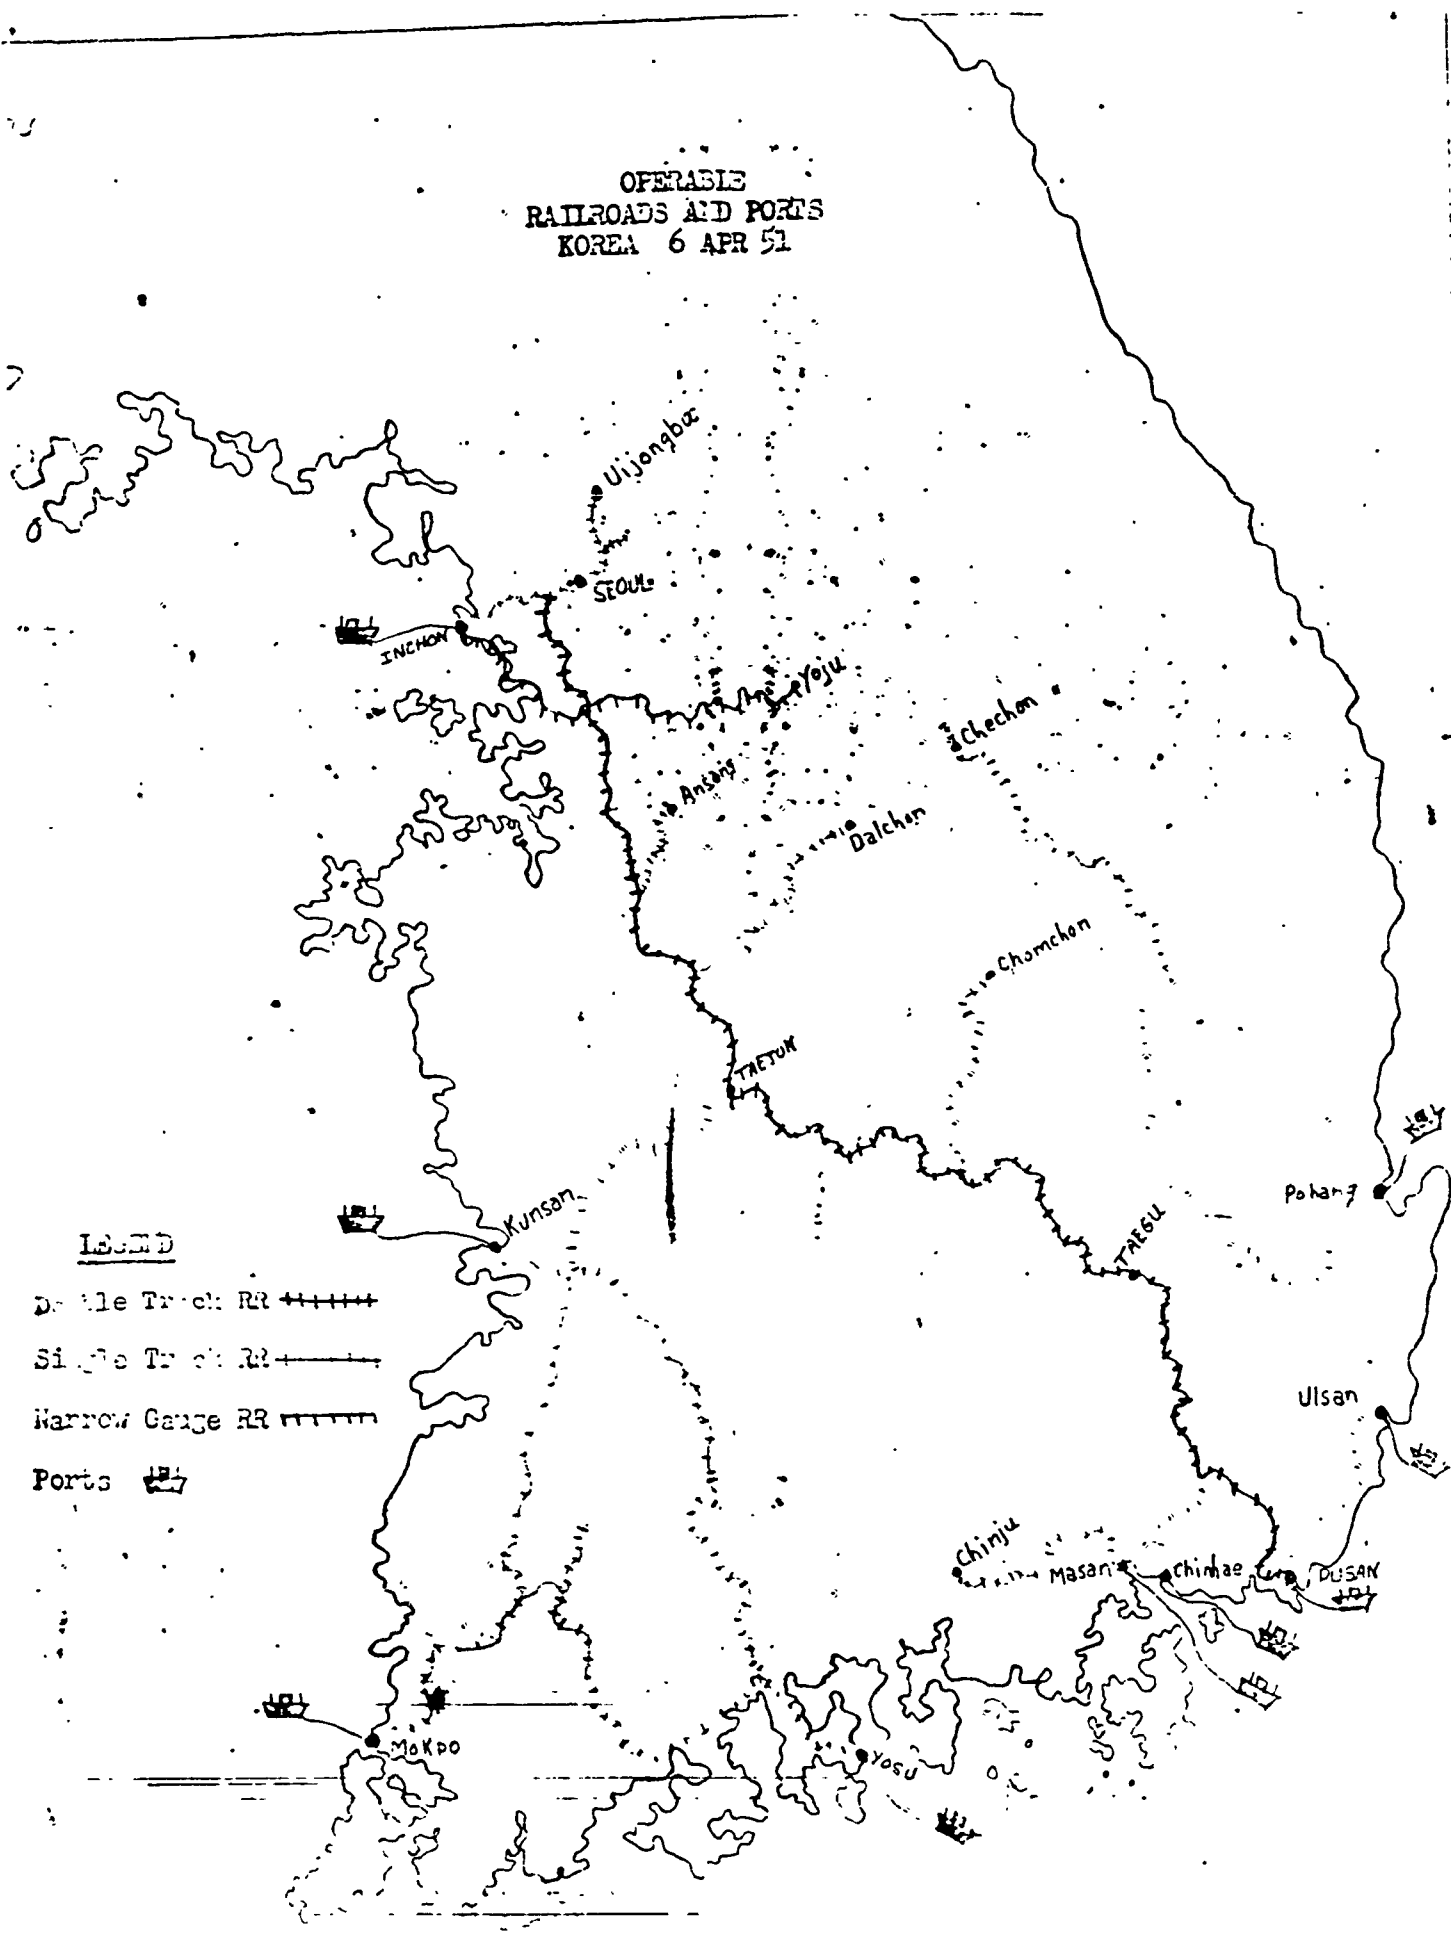 OPERABLE
RAILROADS AND PORTS
KOREA 6 APR 51
Uijongbu
SEOUL
INCHON
Yoju
Chechon
Ansong
Dalchon
Chomchon
TAEJON
Pohang
Kunsan
TAEGU
LEGEND
Double Track RR
Single Track RR
Narrow Gauge RR
Ports
Ulsan
Chinju
Masan
Chinhae
PUSAN
MOKPO
YOSU